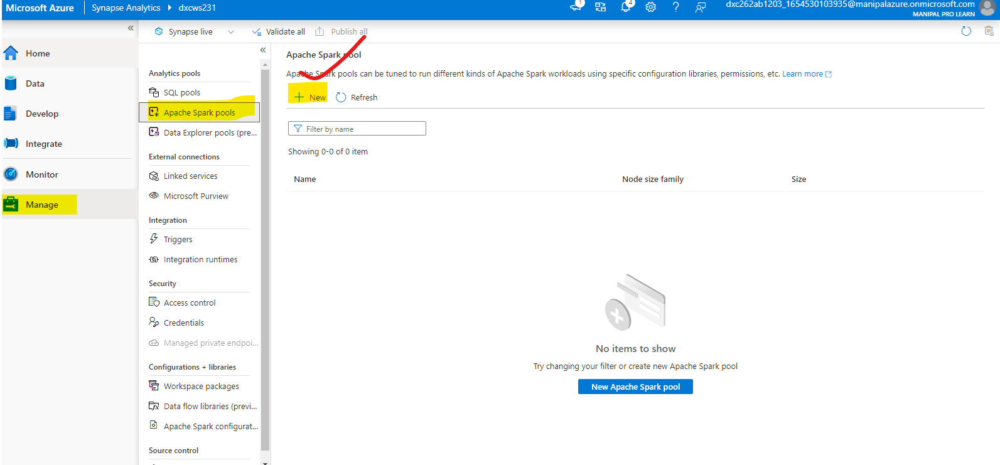 Microsoft Azure Synapse Analytics dxcws231 1 4 dxc262ab1203_1654530103935@manipalazure.onmicrosoft.com
MANIPAL PRO LEARN
Synapse live Validate all Publish all
Home
Data
Develop
Integrate
Monitor
Manage
Analytics pools
SQL pools
Apache Spark pools
Data Explorer pools (pre...
External connections
Linked services
Microsoft Purview
Integration
Triggers
Integration runtimes
Security
Access control
Credentials
Managed private endpoi...
Configurations + libraries
Workspace packages
Data flow libraries (previ...
Apache Spark configurat...
Source control
Apache Spark pool
Apache Spark pools can be tuned to run different kinds of Apache Spark workloads using specific configuration libraries, permissions, etc. Learn more
New Refresh
Filter by name
Showing 0-0 of 0 item
Name Node size family Size
No items to show
Try changing your filter or create new Apache Spark pool
New Apache Spark pool